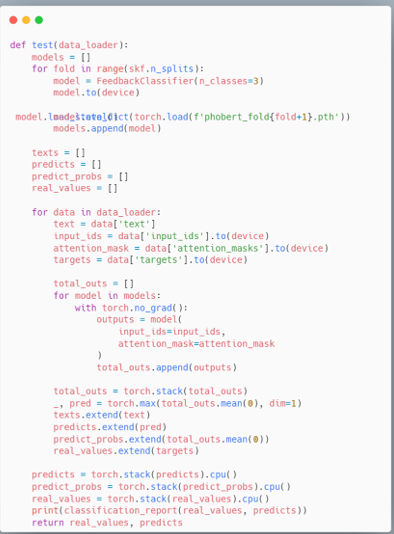 def test(data_loader):
    models = []
    for fold in range(skf.n_splits):
        model = FeedbackClassifier(n_classes=3)
        model.to(device)
model.load_state_dict(torch.load(f'phobert_fold{fold+1}.pth'))
        model.eval()
        models.append(model)
    texts = []
    predicts = []
    predict_probs = []
    real_values = []
    for data in data_loader:
        text = data['text']
        input_ids = data['input_ids'].to(device)
        attention_mask = data['attention_masks'].to(device)
        targets = data['targets'].to(device)
        total_outs = []
        for model in models:
            with torch.no_grad():
                outputs = model(
                    input_ids=input_ids,
                    attention_mask=attention_mask
                )
                total_outs.append(outputs)
        total_outs = torch.stack(total_outs)
        _, pred = torch.max(total_outs.mean(0), dim=1)
        texts.extend(text)
        predicts.extend(pred)
        predict_probs.extend(total_outs.mean(0))
        real_values.extend(targets)
    predicts = torch.stack(predicts).cpu()
    predict_probs = torch.stack(predict_probs).cpu()
    real_values = torch.stack(real_values).cpu()
    print(classification_report(real_values, predicts))
    return real_values, predicts